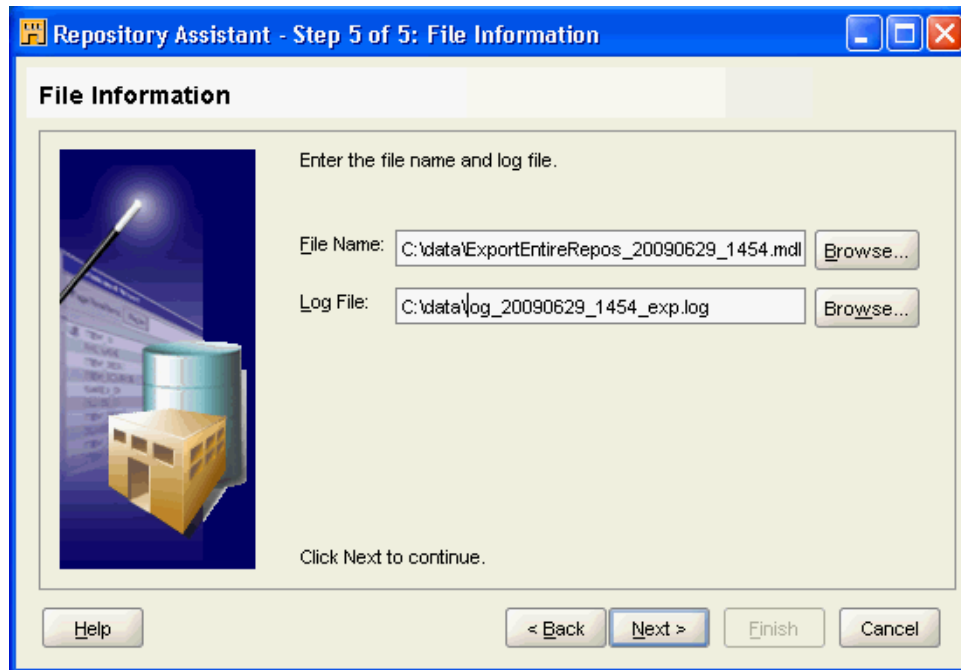 Repository Assistant - Step 5 of 5: File Information
File Information
Enter the file name and log file.
File Name: C:\data\ExportEntireRepos_20090629_1454.mdl Browse...
Log File: C:\data\log_20090629_1454_exp.log Browse...
Click Next to continue.
Help < Back Next > Finish Cancel